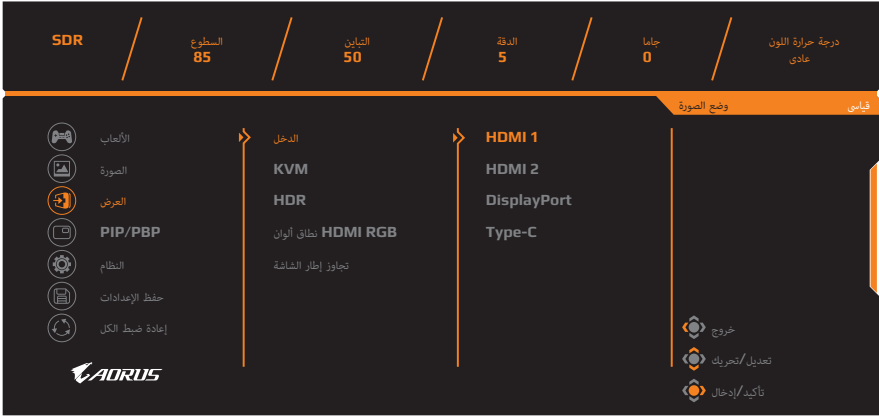 SDR
السطوع
85
التباين
50
الدقة
5
جاما
0
درجة حرارة اللون
عادى
وضع الصورة
قياسى
الألعاب
الصورة
العرض
PIP/PBP
النظام
حفظ الإعدادات
إعادة ضبط الكل
الدخل
KVM
HDR
نطاق ألوان HDMI RGB
تجاوز إطار الشاشة
HDMI 1
HDMI 2
DisplayPort
Type-C
خروج
تعديل/تحريك
تأكيد/إدخال
AORUS